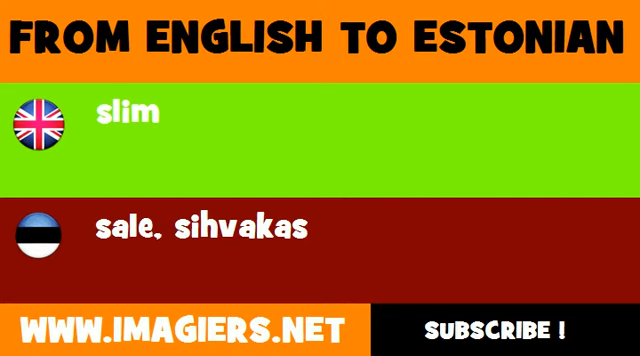 FROM ENGLISH TO ESTONIAN
slim
sale, sihvakas
WWW.IMAGIERS.NET
SUBSCRIBE !